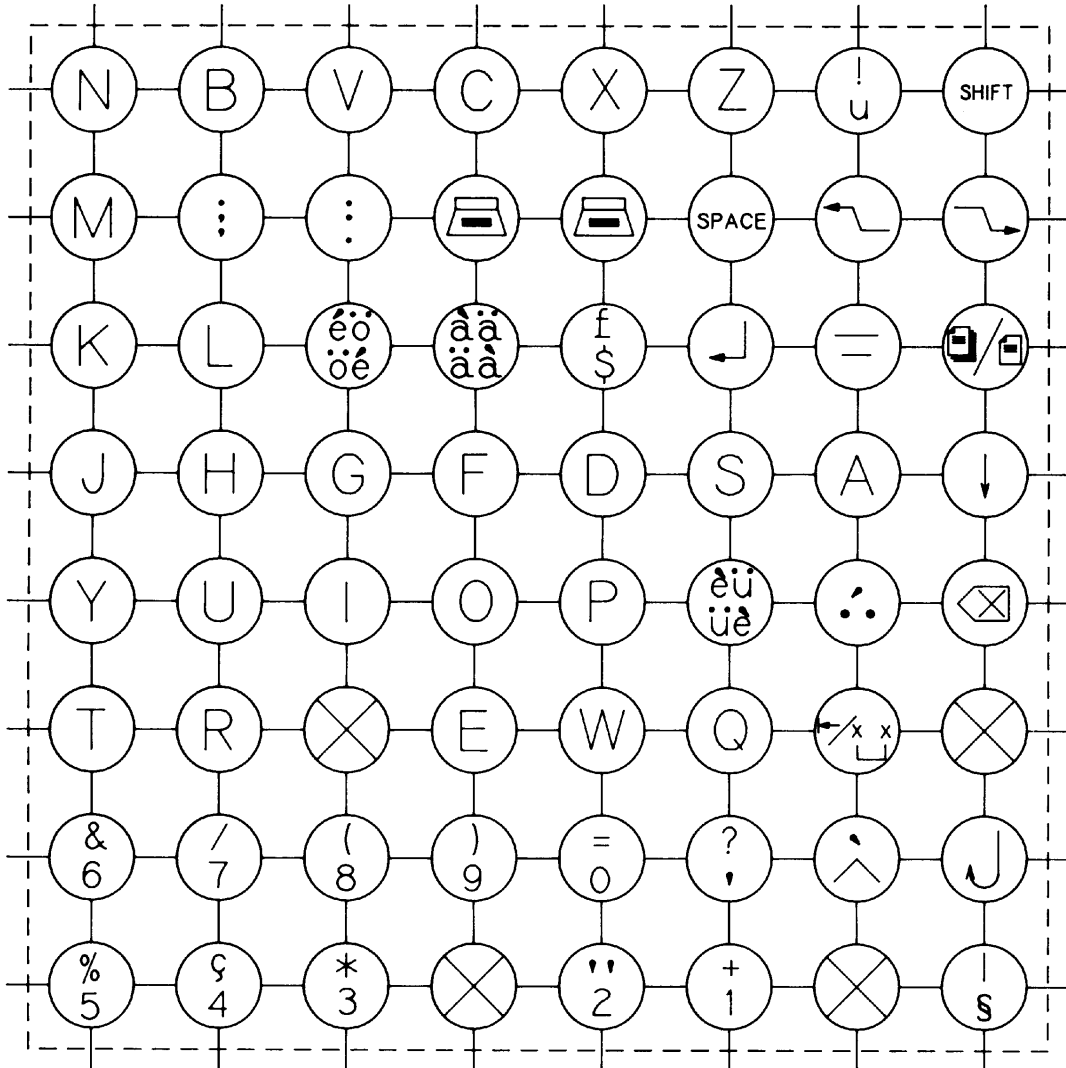 N B V C X Z ! u SHIFT
M ; : SPACE
K L éö öé àä äà £ $
J H G F D S A
Y U I O P èü üè
T R E W Q x x
& 6 / 7 ( 8 ) 9 = 0 ? '
% 5 ç 4 * 3 " 2 + 1 §